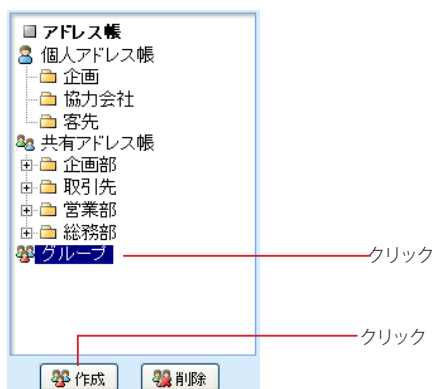 アドレス帳
個人アドレス帳
企画
協力会社
客先
共有アドレス帳
企画部
取引先
営業部
総務部
グループ
クリック
クリック
作成
削除